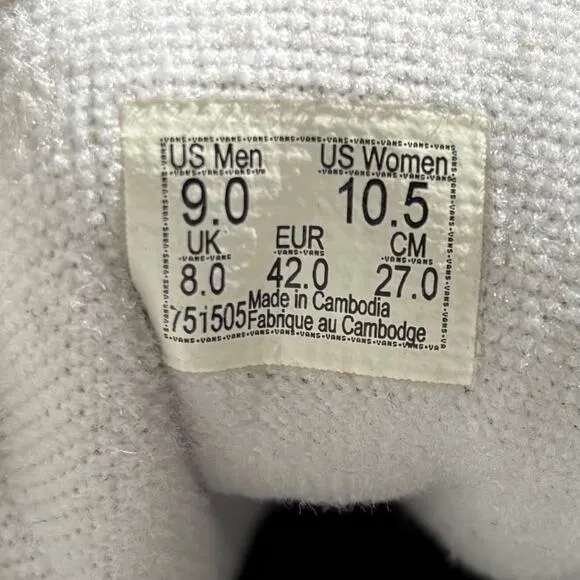 US Men US Women
9.0 10.5
UK EUR CM
8.0 42.0 27.0
751505 Made in Cambodia
Fabrique au Cambodge
VANS